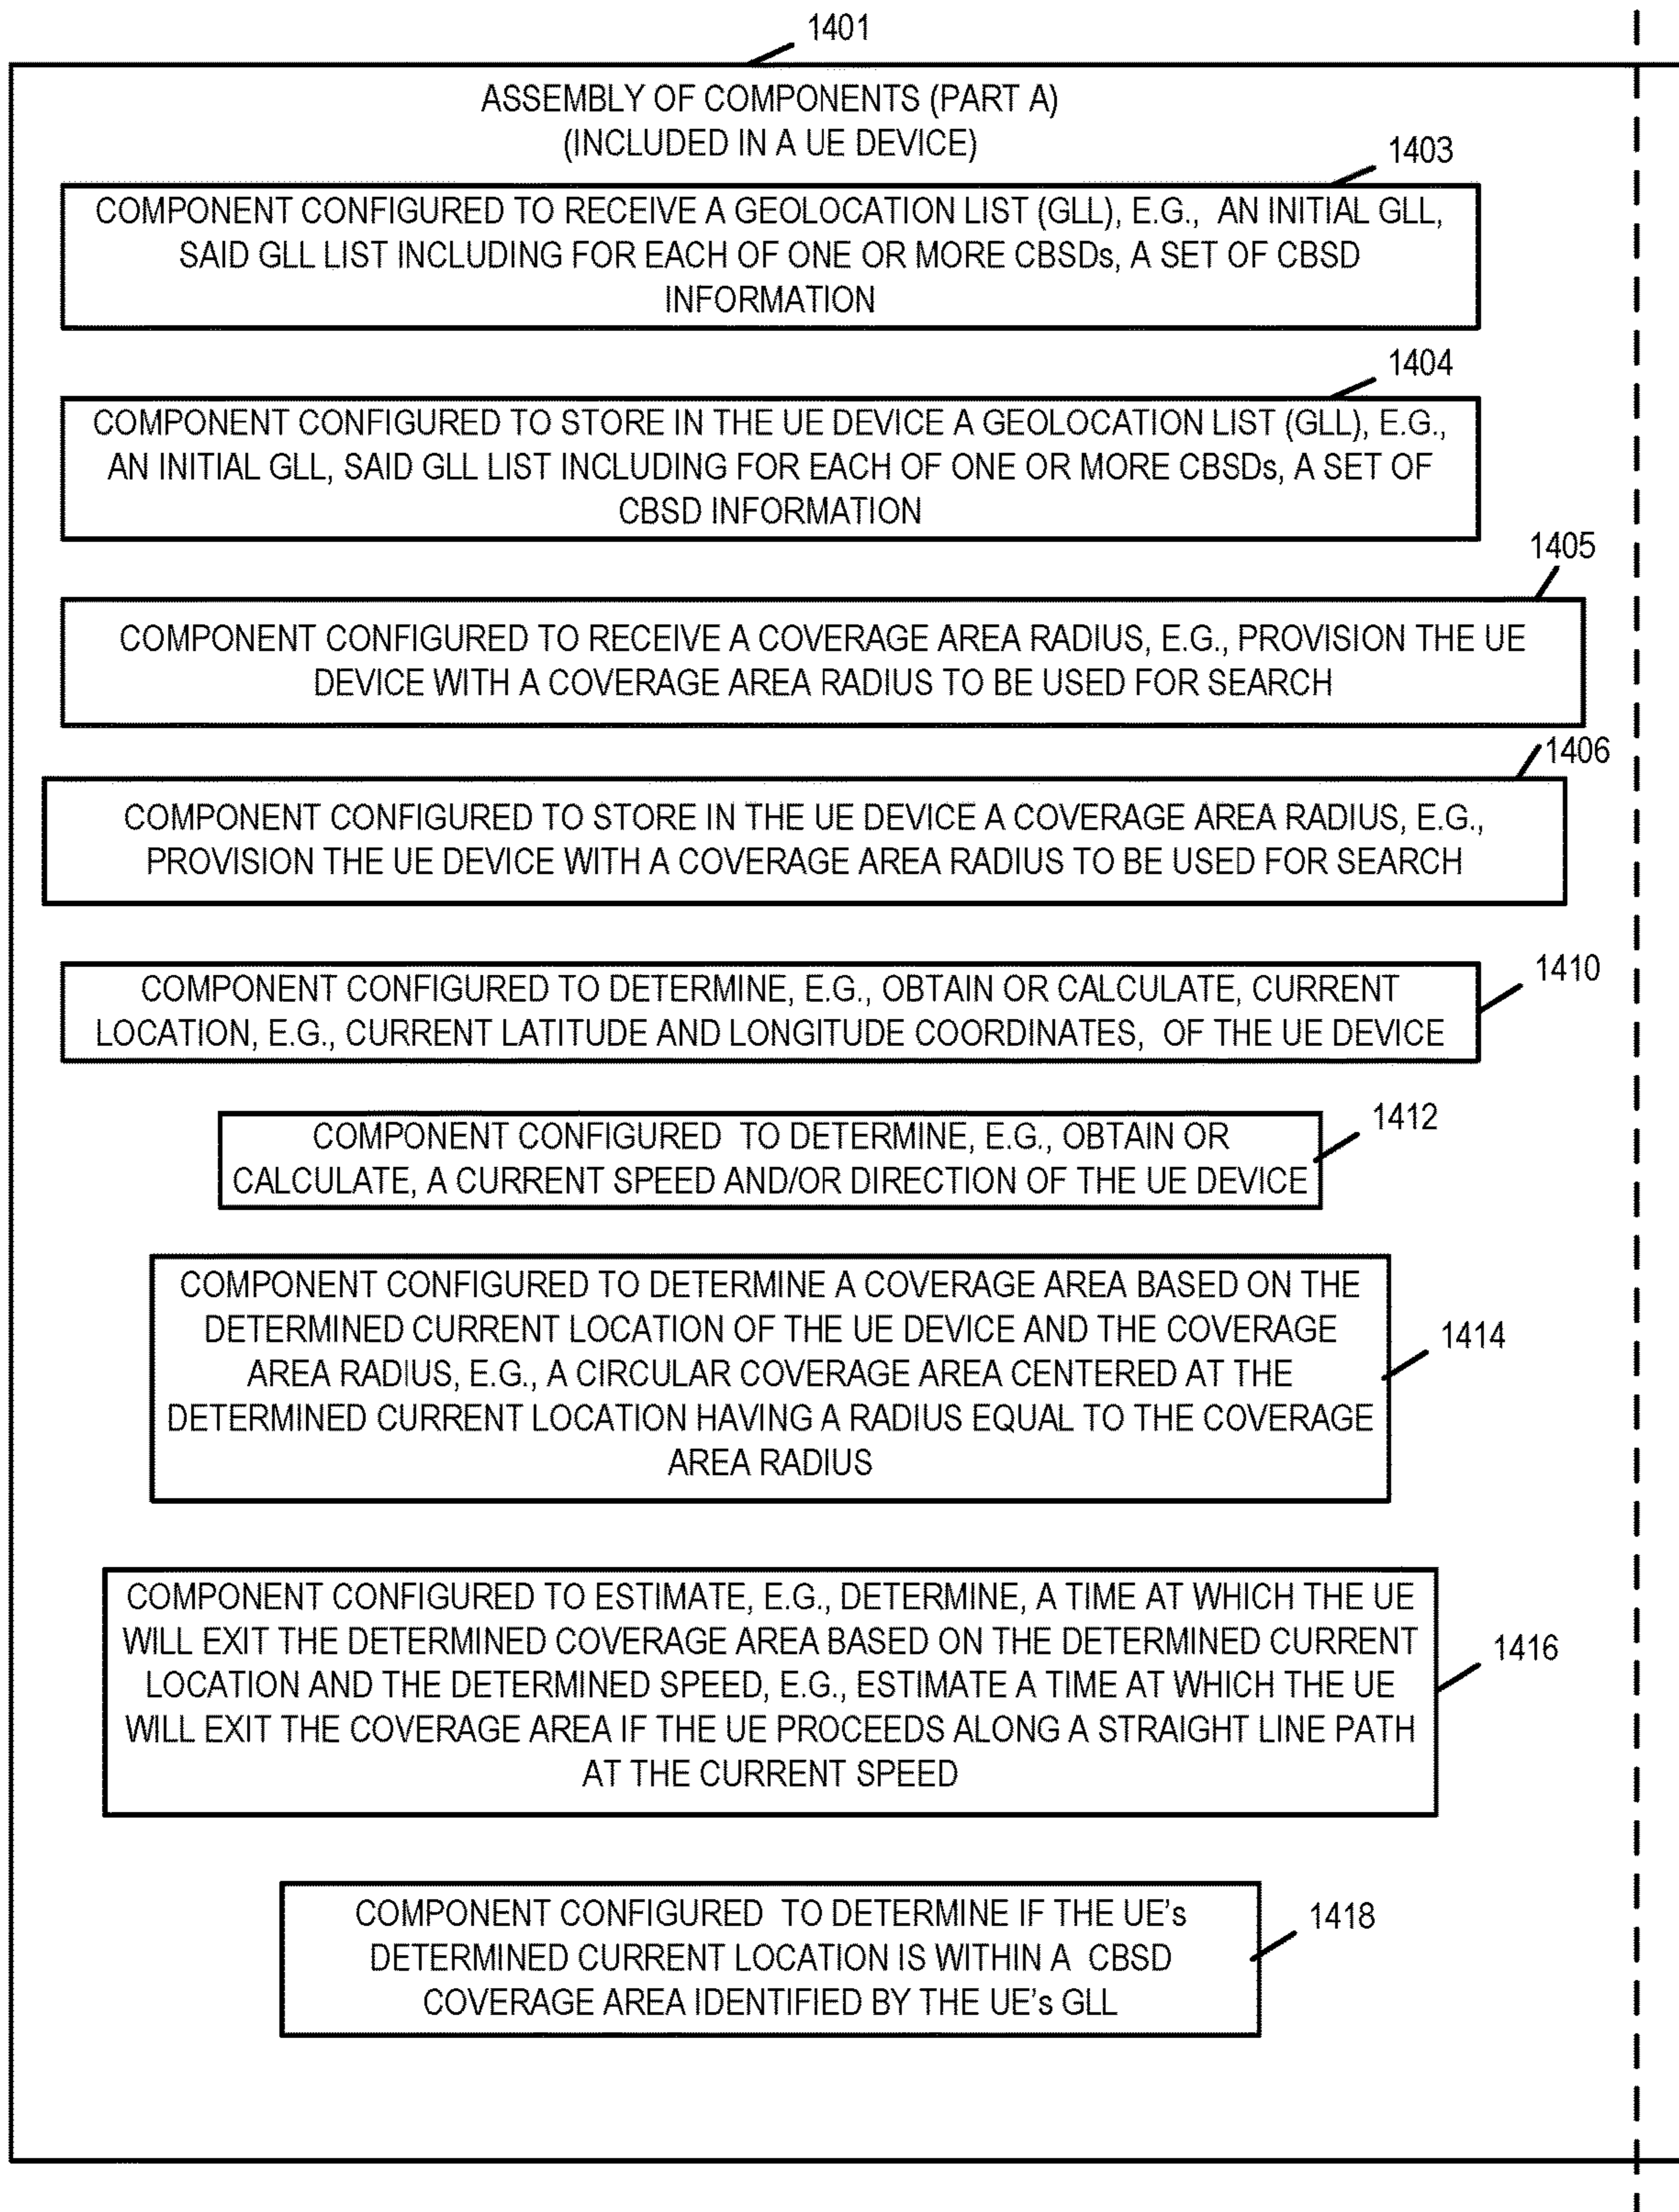 1401
ASSEMBLY OF COMPONENTS (PART A)
(INCLUDED IN A UE DEVICE)
1403
COMPONENT CONFIGURED TO RECEIVE A GEOLOCATION LIST (GLL), E.G., AN INITIAL GLL,
SAID GLL LIST INCLUDING FOR EACH OF ONE OR MORE CBSDs, A SET OF CBSD
INFORMATION
1404
COMPONENT CONFIGURED TO STORE IN THE UE DEVICE A GEOLOCATION LIST (GLL), E.G.,
AN INITIAL GLL, SAID GLL LIST INCLUDING FOR EACH OF ONE OR MORE CBSDs, A SET OF
CBSD INFORMATION
1405
COMPONENT CONFIGURED TO RECEIVE A COVERAGE AREA RADIUS, E.G., PROVISION THE UE
DEVICE WITH A COVERAGE AREA RADIUS TO BE USED FOR SEARCH
1406
COMPONENT CONFIGURED TO STORE IN THE UE DEVICE A COVERAGE AREA RADIUS, E.G.,
PROVISION THE UE DEVICE WITH A COVERAGE AREA RADIUS TO BE USED FOR SEARCH
1410
COMPONENT CONFIGURED TO DETERMINE, E.G., OBTAIN OR CALCULATE, CURRENT
LOCATION, E.G., CURRENT LATITUDE AND LONGITUDE COORDINATES, OF THE UE DEVICE
1412
COMPONENT CONFIGURED TO DETERMINE, E.G., OBTAIN OR
CALCULATE, A CURRENT SPEED AND/OR DIRECTION OF THE UE DEVICE
COMPONENT CONFIGURED TO DETERMINE A COVERAGE AREA BASED ON THE
DETERMINED CURRENT LOCATION OF THE UE DEVICE AND THE COVERAGE
AREA RADIUS, E.G., A CIRCULAR COVERAGE AREA CENTERED AT THE
DETERMINED CURRENT LOCATION HAVING A RADIUS EQUAL TO THE COVERAGE
AREA RADIUS
1414
COMPONENT CONFIGURED TO ESTIMATE, E.G., DETERMINE, A TIME AT WHICH THE UE
WILL EXIT THE DETERMINED COVERAGE AREA BASED ON THE DETERMINED CURRENT
LOCATION AND THE DETERMINED SPEED, E.G., ESTIMATE A TIME AT WHICH THE UE
WILL EXIT THE COVERAGE AREA IF THE UE PROCEEDS ALONG A STRAIGHT LINE PATH
AT THE CURRENT SPEED
1416
COMPONENT CONFIGURED TO DETERMINE IF THE UE's
DETERMINED CURRENT LOCATION IS WITHIN A CBSD
COVERAGE AREA IDENTIFIED BY THE UE's GLL
1418